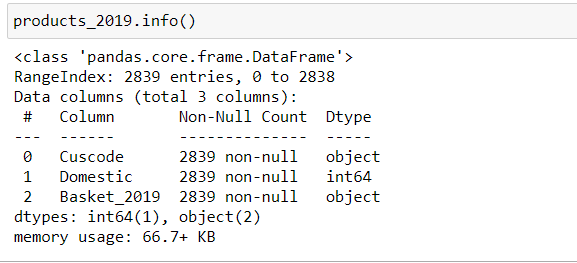 products_2019.info()
<class 'pandas.core.frame.DataFrame'>
RangeIndex: 2839 entries, 0 to 2838
Data columns (total 3 columns):
 #   Column       Non-Null Count  Dtype
---  ------       --------------  -----
 0   Cuscode      2839 non-null   object
 1   Domestic     2839 non-null   int64
 2   Basket_2019  2839 non-null   object
dtypes: int64(1), object(2)
memory usage: 66.7+ KB